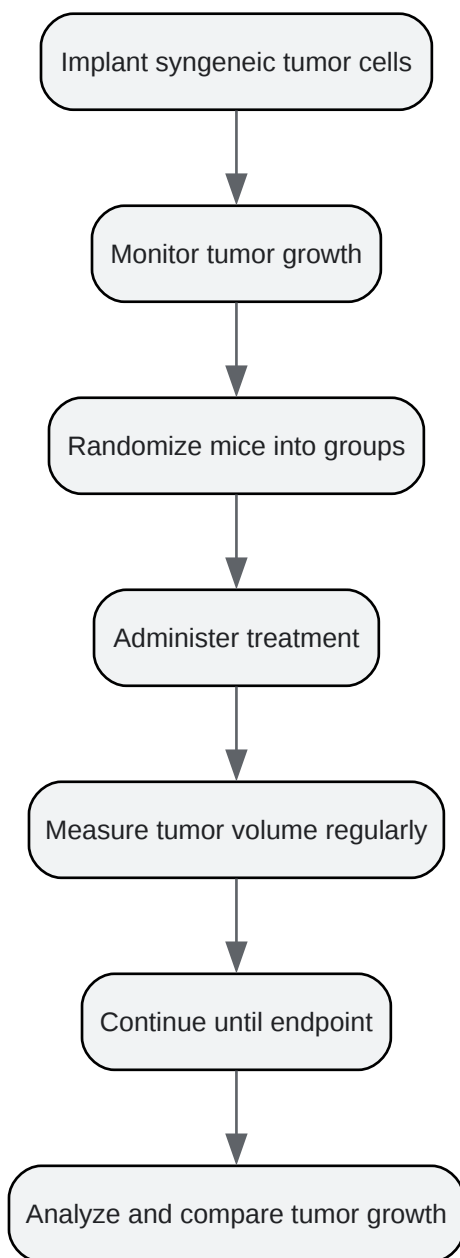 Implant syngeneic tumor cells
Monitor tumor growth
Randomize mice into groups
Administer treatment
Measure tumor volume regularly
Continue until endpoint
Analyze and compare tumor growth